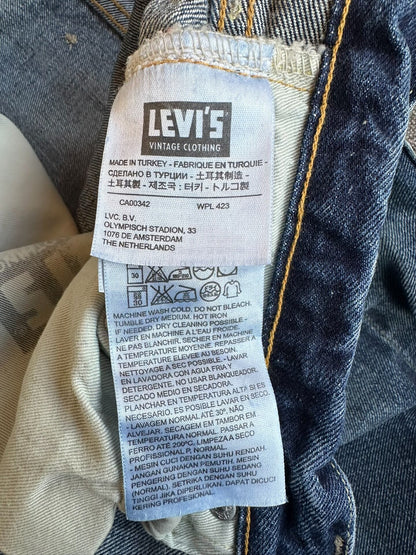 LEVI'S
VINTAGE CLOTHING
MADE IN TURKEY - FABRIQUE EN TURQUIE -
СДЕЛАНО В ТУРЦИИ - 土耳其制造 -
土耳其製 - 제조국 : 터키 - トルコ製
CA00342 WPL 423
LVC. B.V.
OLYMPISCH STADION, 33
1076 DE AMSTERDAM
THE NETHERLANDS
30
MACHINE WASH COLD, DO NOT BLEACH.
TUMBLE DRY MEDIUM. HOT IRON
IF NEEDED. DRY CLEANING POSSIBLE -
LAVER EN MACHINE A L'EAU FROIDE.
NE PAS BLANCHIR. SECHER EN MACHINE
A TEMPERATURE MOYENNE. REPASSER A
TEMPERATURE ELEVEE AU BESOIN.
NETTOYAGE A SEC POSSIBLE. - LAVAR
EN LAVADORA CON AGUA FRIA Y
DETERGENTE. NO USAR BLANQUEADOR.
SECADO MEDIO EN SECADORA.
PLANCHAR EN TEMPERATURA ALTA SI ES
NECESARIO. ES POSIBLE LAVAR EN SECO.
- LAVAGEM NORMAL ATÉ 30º, NÃO
ALVEJAR. SECAGEM EM TAMBOR EM
TEMPERATURA NORMAL. PASSAR A
FERRO ATÉ 200ºC, LIMPEZA A SECO
PROFISSIONAL P, NORMAL
- MESIN CUCI DENGAN SUHU RENDAH.
JANGAN GUNAKAN PEMUTIH. MESIN
PENGERING DENGAN SUHU SEDANG
(NORMAL). SETRIKA DENGAN SUHU
TINGGI JIKA DIPERLUKAN. DAPAT DICUCI
KERING.